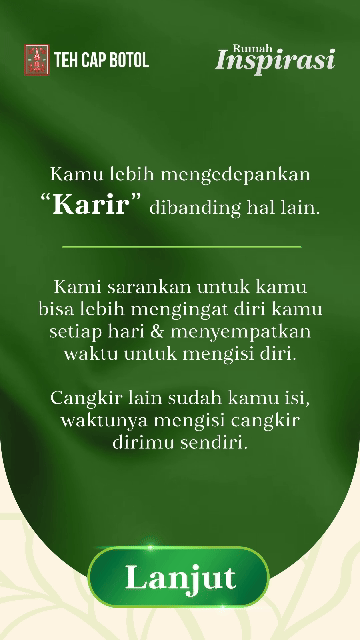 TEH CAP BOTOL
Rumah
Inspirasi
Kamu lebih mengedepankan
“Karir” dibanding hal lain.
Kami sarankan untuk kamu
bisa lebih mengingat diri kamu
setiap hari & menyempatkan
waktu untuk mengisi diri.
Cangkir lain sudah kamu isi,
waktunya mengisi cangkir
dirimu sendiri.
Lanjut